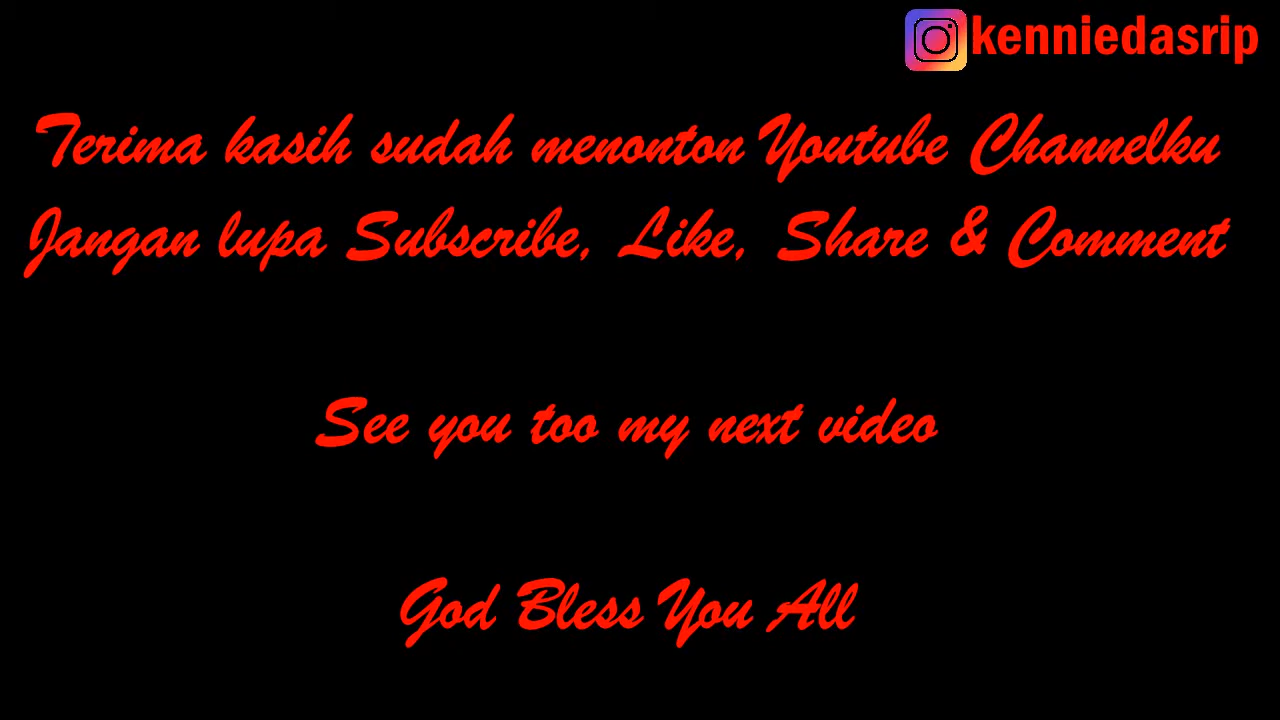 kenniedasrip
Terima kasih sudah menonton Youtube Channelku
Jangan lupa Subscribe, Like, Share & Comment
See you too my next video
God Bless You All